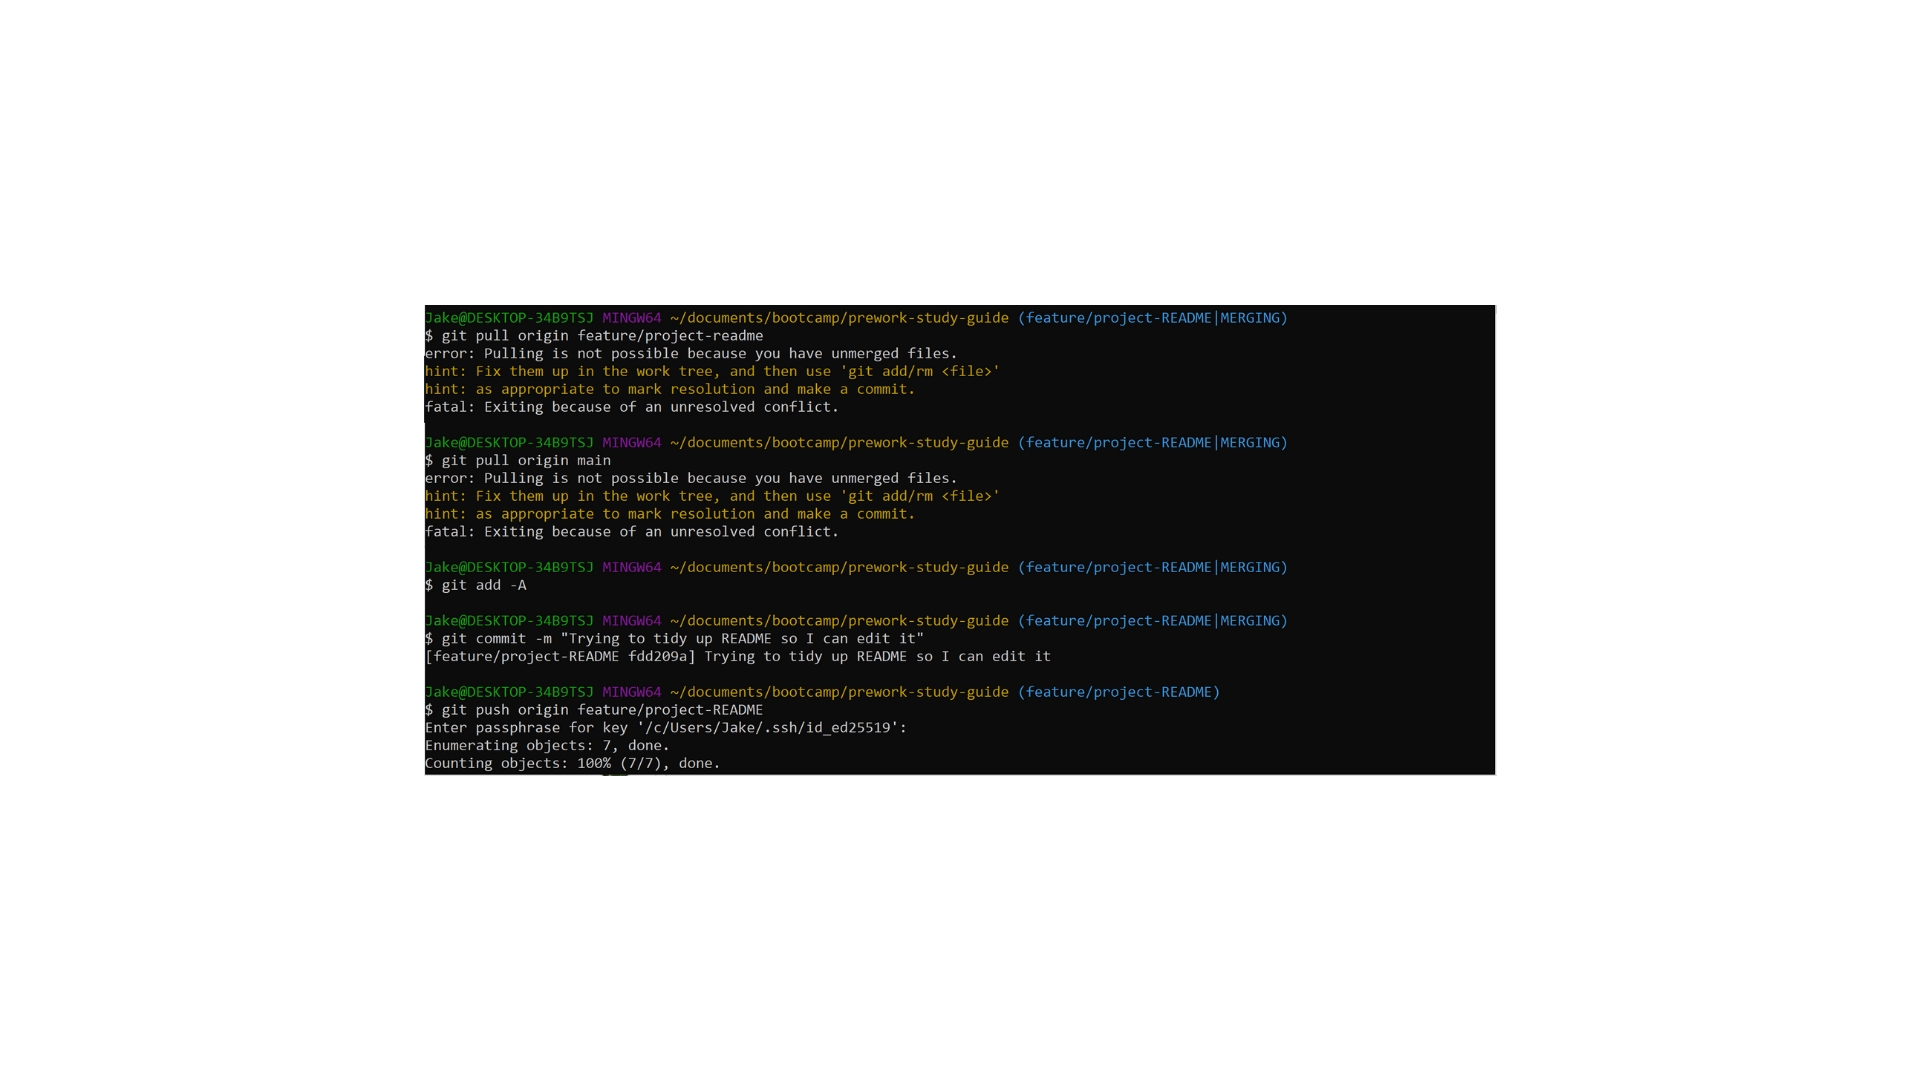 Jake@DESKTOP-34B9TSJ MINGW64 ~/documents/bootcamp/prework-study-guide (feature/project-README|MERGING)
$ git pull origin feature/project-readme
error: Pulling is not possible because you have unmerged files.
hint: Fix them up in the work tree, and then use 'git add/rm <file>'
hint: as appropriate to mark resolution and make a commit.
fatal: Exiting because of an unresolved conflict.
Jake@DESKTOP-34B9TSJ MINGW64 ~/documents/bootcamp/prework-study-guide (feature/project-README|MERGING)
$ git pull origin main
error: Pulling is not possible because you have unmerged files.
hint: Fix them up in the work tree, and then use 'git add/rm <file>'
hint: as appropriate to mark resolution and make a commit.
fatal: Exiting because of an unresolved conflict.
Jake@DESKTOP-34B9TSJ MINGW64 ~/documents/bootcamp/prework-study-guide (feature/project-README|MERGING)
$ git add -A
Jake@DESKTOP-34B9TSJ MINGW64 ~/documents/bootcamp/prework-study-guide (feature/project-README|MERGING)
$ git commit -m "Trying to tidy up README so I can edit it"
[feature/project-README fdd209a] Trying to tidy up README so I can edit it
Jake@DESKTOP-34B9TSJ MINGW64 ~/documents/bootcamp/prework-study-guide (feature/project-README)
$ git push origin feature/project-README
Enter passphrase for key '/c/Users/Jake/.ssh/id_ed25519':
Enumerating objects: 7, done.
Counting objects: 100% (7/7), done.